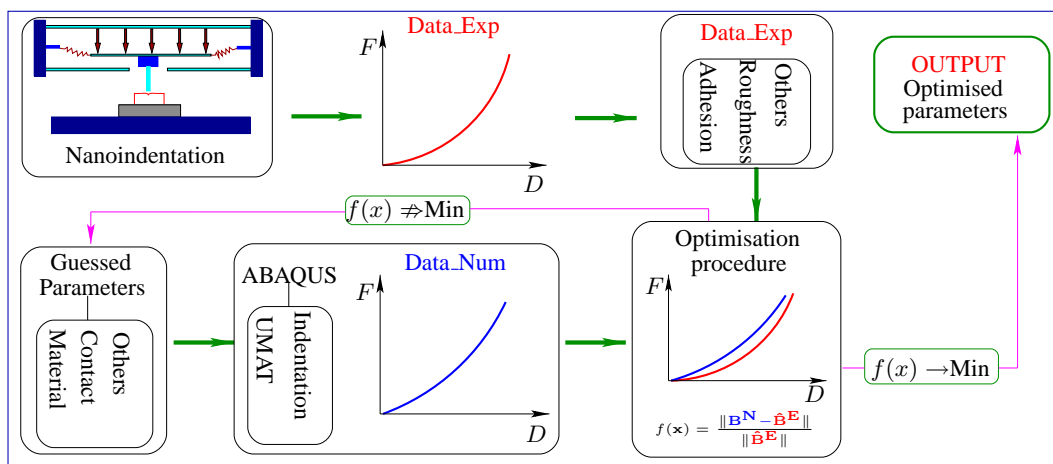 Nanoindentation
Data_Exp
F
D
Data_Exp
Others
Roughness
Adhesion
OUTPUT
Optimised
parameters
f(x) ⇏Min
Guessed
Parameters
Others
Contact
Material
ABAQUS
Indentation
UMAT
Data_Num
F
D
Optimisation
procedure
F
D
f(x) = ‖B^N − B̂^E‖ / ‖B̂^E‖
f(x) →Min